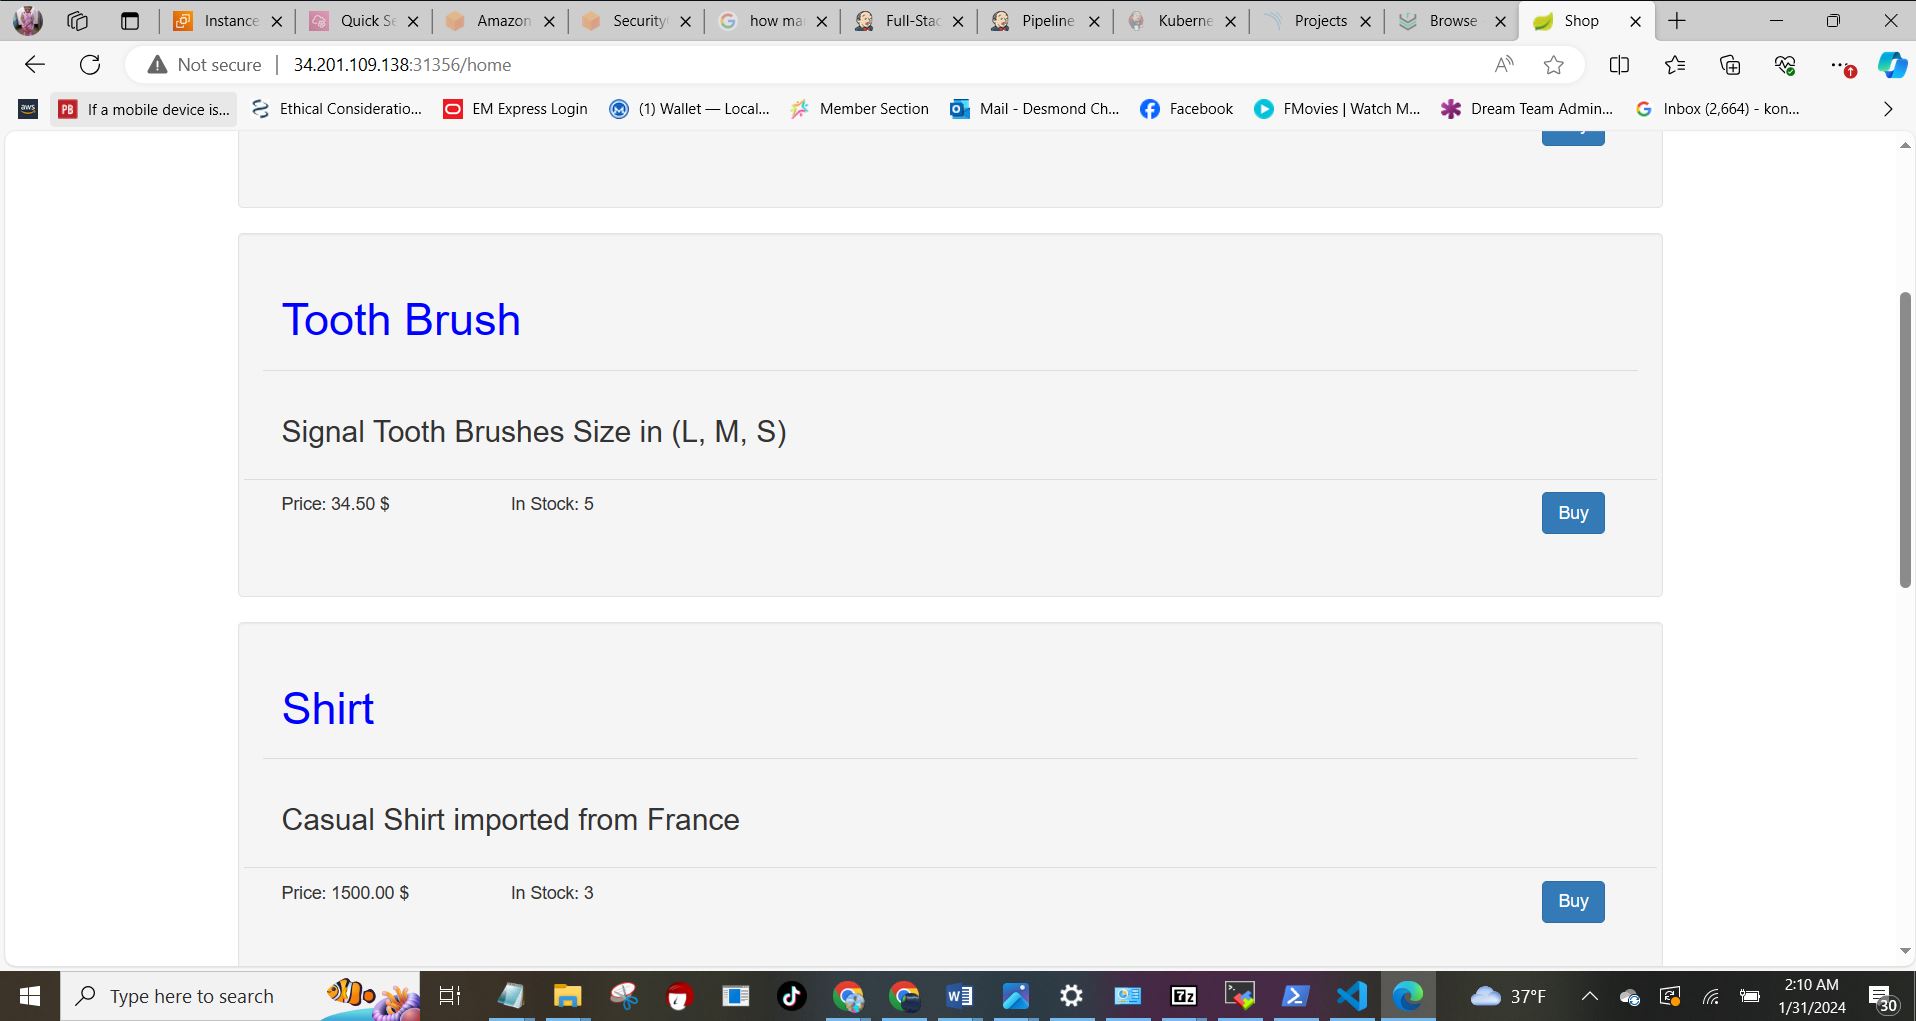 Instance
Quick Se
Amazon
Security
how ma
Full-Stac
Pipeline
Kuberne
Projects
Browse
Shop
Not secure
34.201.109.138:31356/home
aws
PB
If a mobile device is...
Ethical Consideratio...
EM Express Login
(1) Wallet — Local...
Member Section
Mail - Desmond Ch...
Facebook
FMovies | Watch M...
Dream Team Admin...
Inbox (2,664) - kon...
Tooth Brush
Signal Tooth Brushes Size in (L, M, S)
Price: 34.50 $
In Stock: 5
Buy
Shirt
Casual Shirt imported from France
Price: 1500.00 $
In Stock: 3
Buy
Type here to search
7z
37°F
2:10 AM
1/31/2024
30